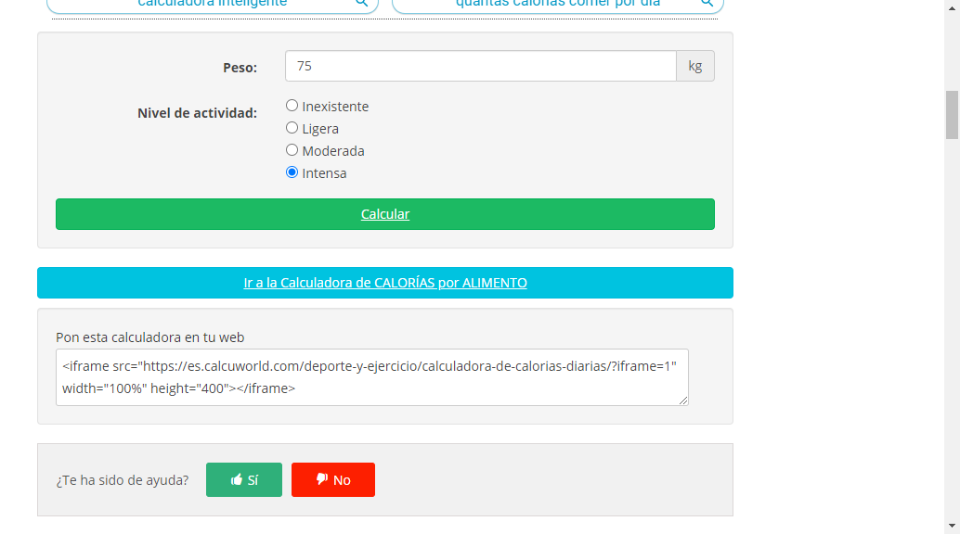 calculadora inteligente
quantas calorias comer por dia
Peso:
75
kg
Nivel de actividad:
Inexistente
Ligera
Moderada
Intensa
Calcular
Ir a la Calculadora de CALORÍAS por ALIMENTO
Pon esta calculadora en tu web
<iframe src="https://es.calcuworld.com/deporte-y-ejercicio/calculadora-de-calorias-diarias/?iframe=1"
width="100%" height="400"></iframe>
¿Te ha sido de ayuda?
Sí
No